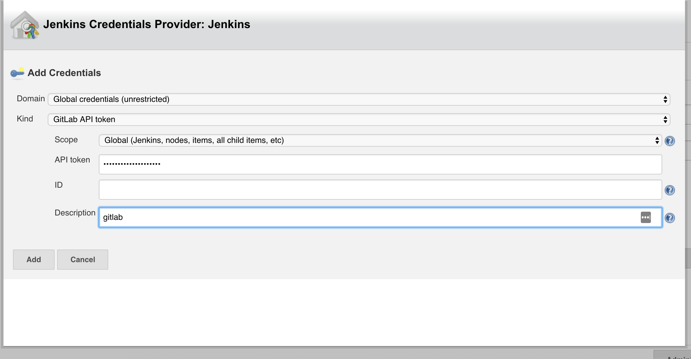 Jenkins Credentials Provider: Jenkins
Add Credentials
Domain Global credentials (unrestricted)
Kind GitLab API token
Scope Global (Jenkins, nodes, items, all child items, etc)
API token ••••••••••••••••••••
ID
Description gitlab
Add Cancel